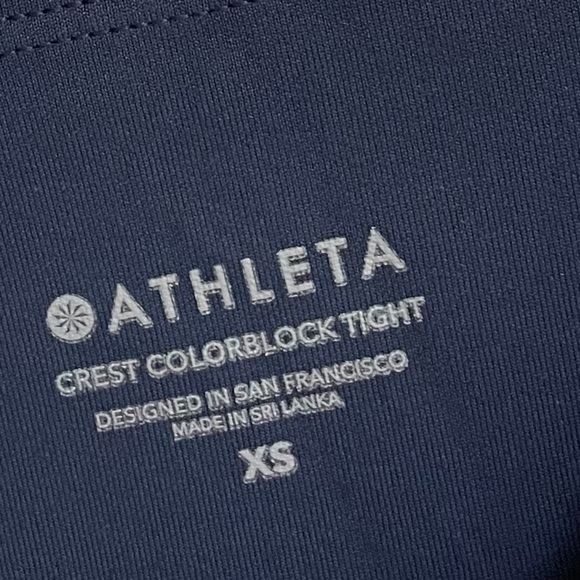 ATHLETA
CREST COLORBLOCK TIGHT
DESIGNED IN SAN FRANCISCO
MADE IN SRI LANKA
XS